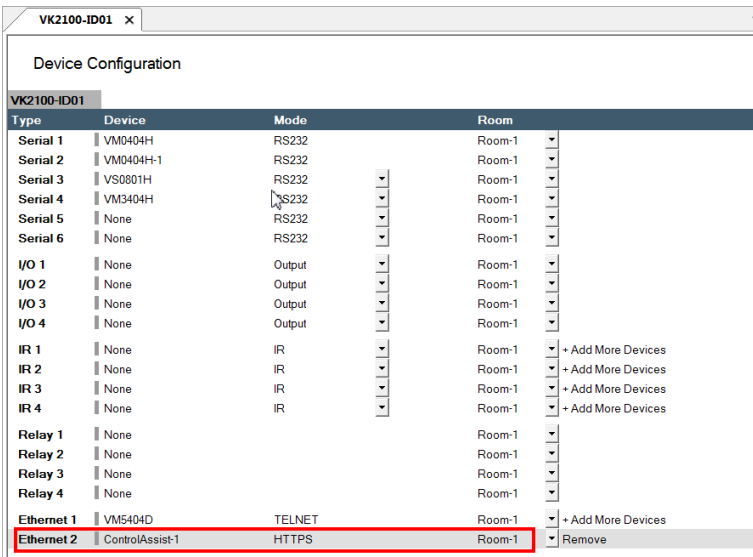 VK2100-ID01 X
Device Configuration
VK2100-ID01
Type Device Mode Room
Serial 1 VM0404H RS232 Room-1
Serial 2 VM0404H-1 RS232 Room-1
Serial 3 VS0801H RS232 Room-1
Serial 4 VM3404H RS232 Room-1
Serial 5 None RS232 Room-1
Serial 6 None RS232 Room-1
I/O 1 None Output Room-1
I/O 2 None Output Room-1
I/O 3 None Output Room-1
I/O 4 None Output Room-1
IR 1 None IR Room-1 + Add More Devices
IR 2 None IR Room-1 + Add More Devices
IR 3 None IR Room-1 + Add More Devices
IR 4 None IR Room-1 + Add More Devices
Relay 1 None Room-1
Relay 2 None Room-1
Relay 3 None Room-1
Relay 4 None Room-1
Ethernet 1 VM5404D TELNET Room-1 + Add More Devices
Ethernet 2 ControlAssist-1 HTTPS Room-1 Remove